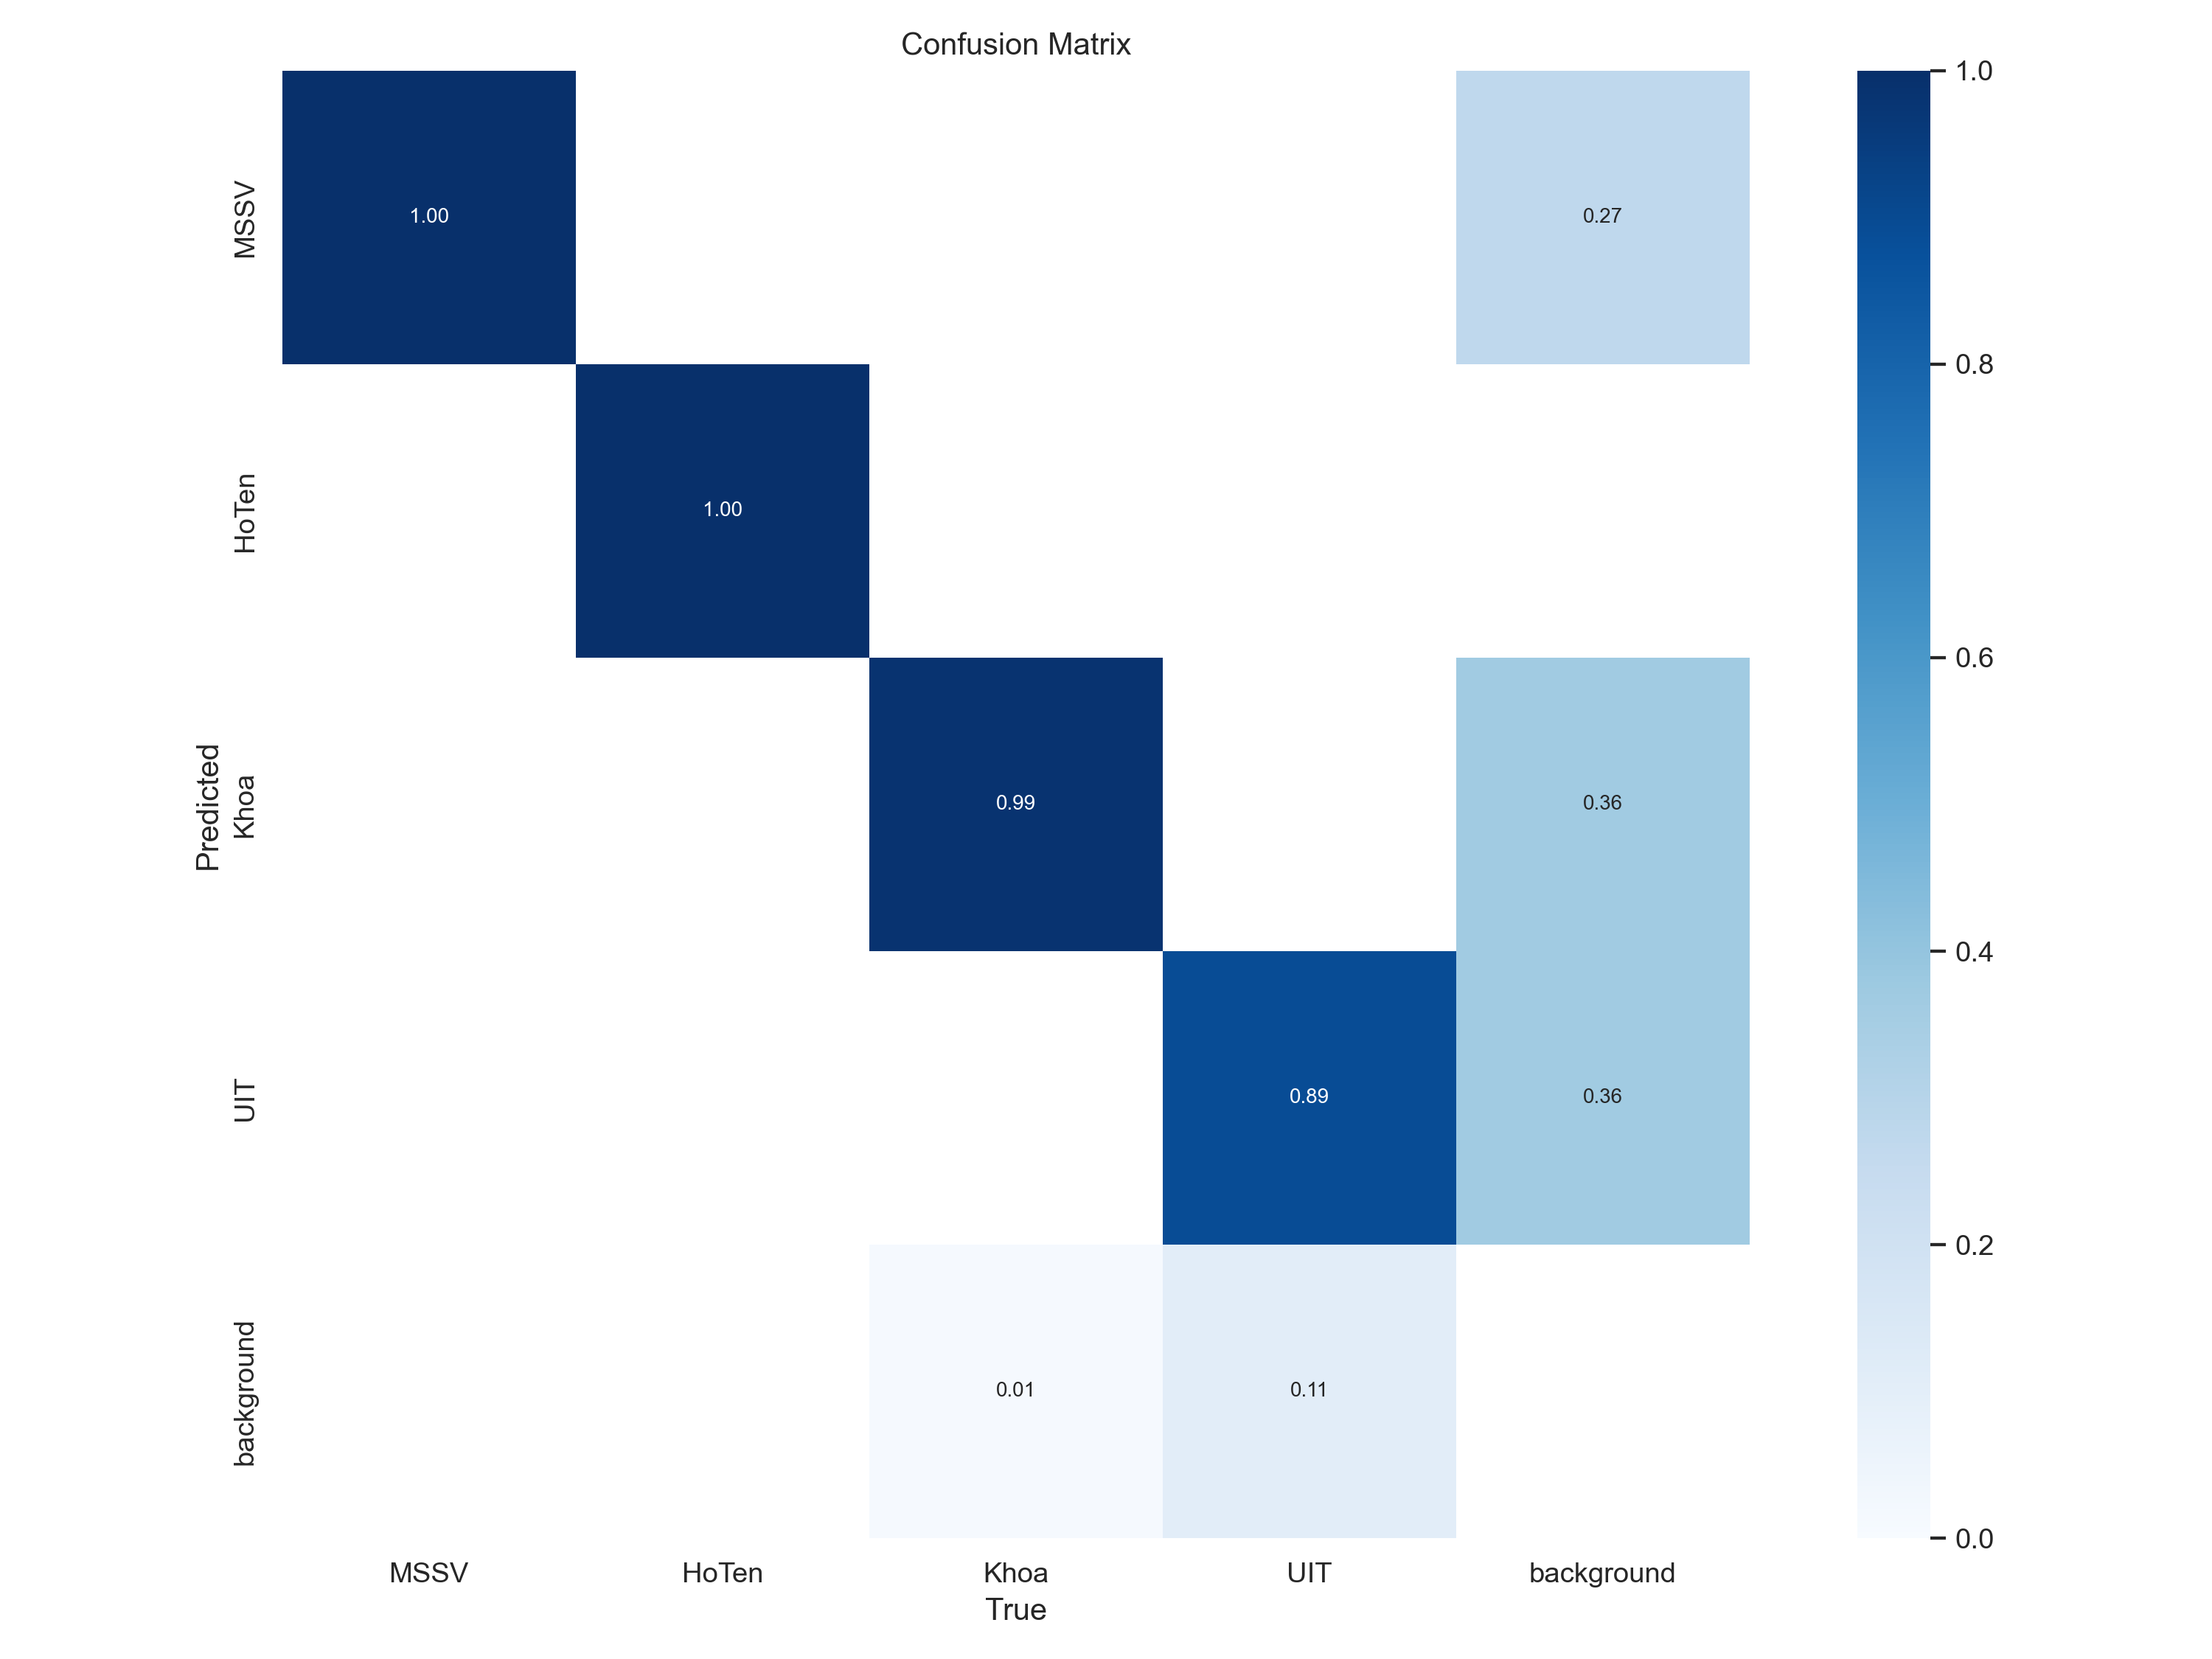 Confusion Matrix
MSSV
HoTen
Khoa
UIT
background
Predicted
1.00
0.27
1.00
0.99
0.36
0.89
0.36
0.01
0.11
MSSV
HoTen
Khoa
UIT
background
True
1.0
0.8
0.6
0.4
0.2
0.0